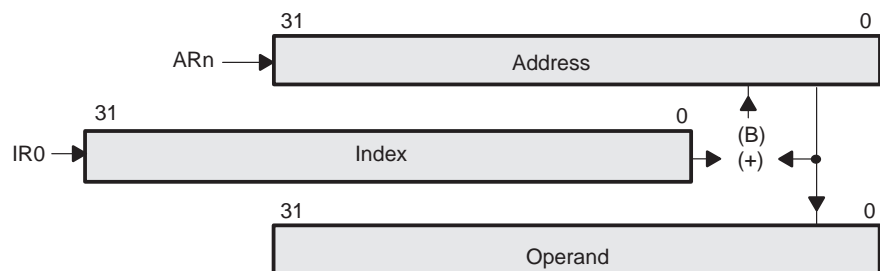 31 0
ARn Address
31 0
(B)
IR0 Index (+)
31 0
Operand